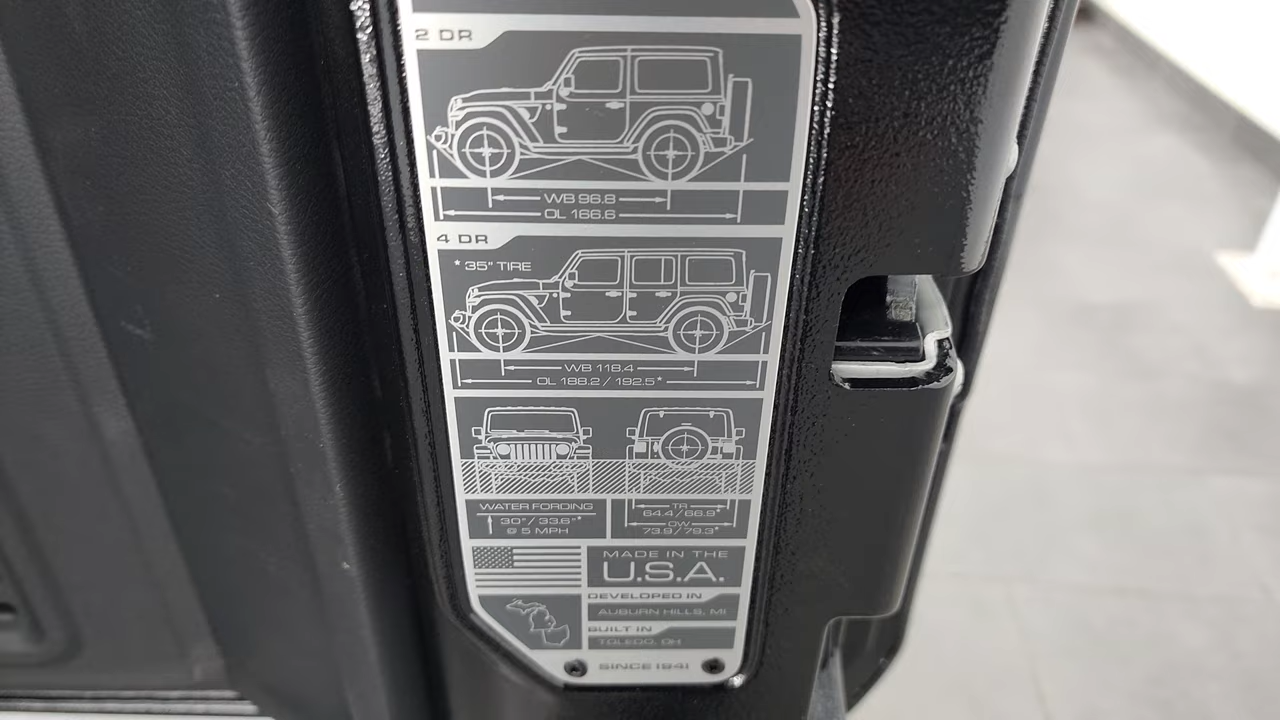 2 DR
WB 96.8
OL 166.6
4 DR
* 35" TIRE
WB 118.4
OL 188.2 / 192.5*
WATER FORDING
30" / 33.6"*
@ 5 MPH
TR
64.4 / 66.9*
OW
73.9 / 79.3*
MADE IN THE
U.S.A.
DEVELOPED IN
AUBURN HILLS, MI
BUILT IN
TOLEDO, OH
SINCE 1941